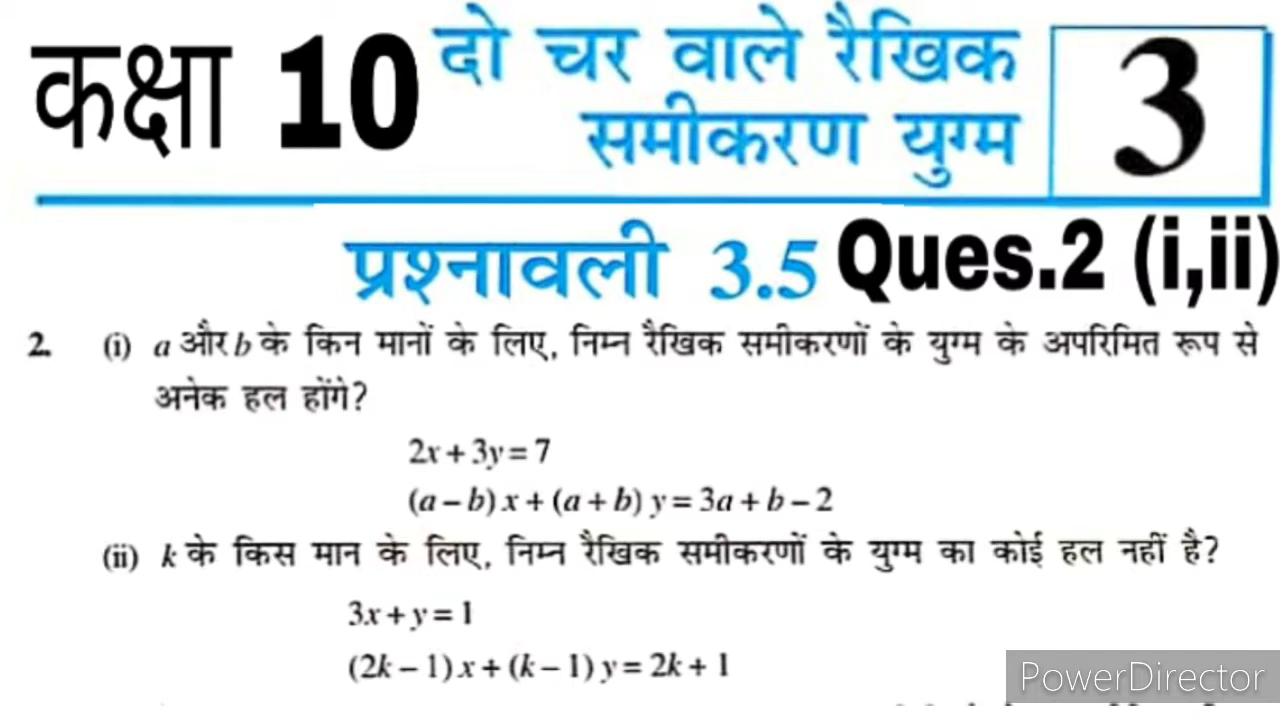 कक्षा 10
दो चर वाले रैखिक
समीकरण युग्म
3
प्रश्नावली 3.5 Ques.2 (i,ii)
2. (i) a और b के किन मानों के लिए, निम्न रैखिक समीकरणों के युग्म के अपरिमित रूप से
अनेक हल होंगे?
2x + 3y = 7
(a – b) x + (a + b) y = 3a + b – 2
(ii) k के किस मान के लिए, निम्न रैखिक समीकरणों के युग्म का कोई हल नहीं है?
3x + y = 1
(2k – 1) x + (k – 1) y = 2k + 1
PowerDirector